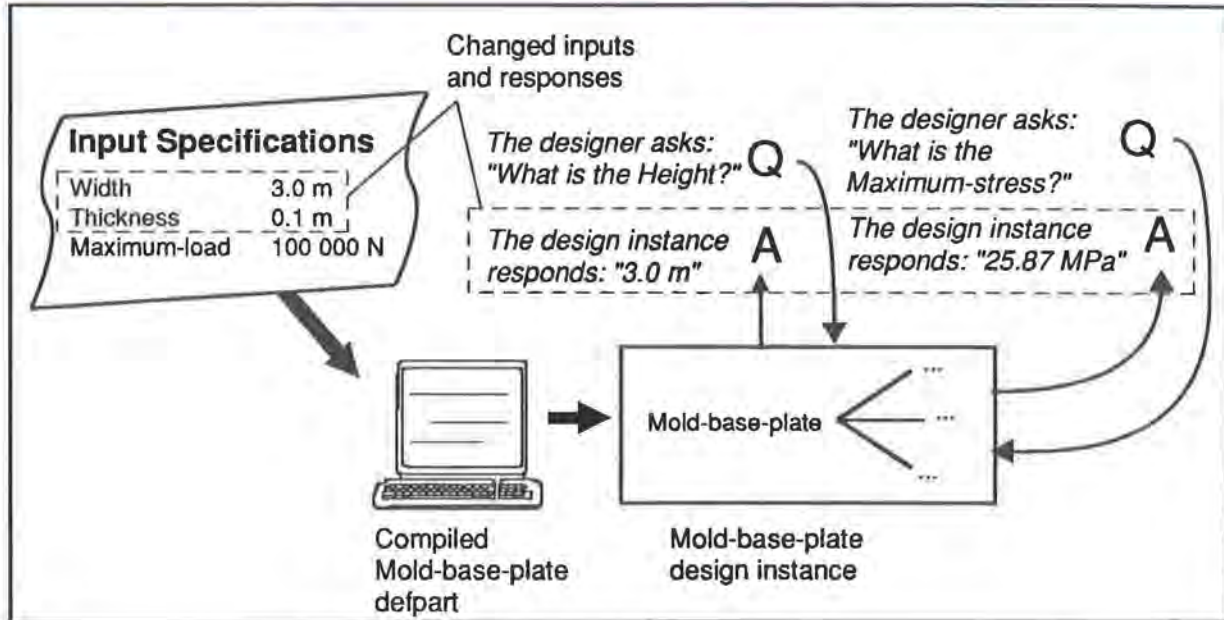 Changed inputs
and responses
Input Specifications
Width 3.0 m
Thickness 0.1 m
Maximum-load 100 000 N
The designer asks:
"What is the Height?"
Q
The designer asks:
"What is the
Maximum-stress?"
Q
The design instance
responds: "3.0 m"
A
The design instance
responds: "25.87 MPa"
A
Mold-base-plate
...
...
...
Compiled
Mold-base-plate
defpart
Mold-base-plate
design instance